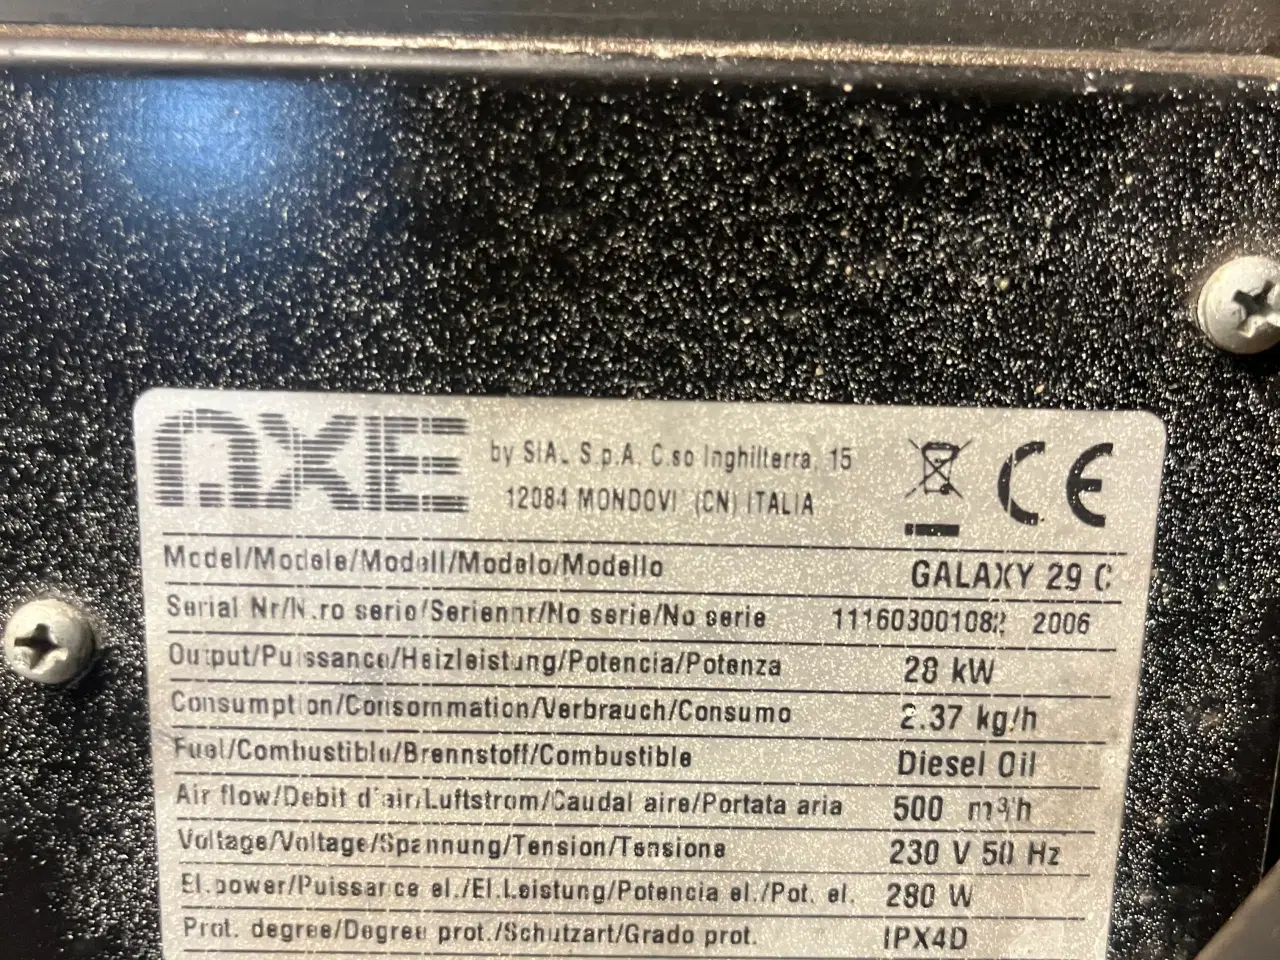 AXE
by SIAL S.p.A. C.so Inghilterra, 15
12084 MONDOVI' (CN) ITALIA
CE
Model/Modele/Modell/Modelo/Modello GALAXY 29 C
Serial Nr/N.ro serie/Seriennr/No serie/No serie 2006
Output/Puissance/Heizleistung/Potencia/Potenza 28 kW
Consumption/Consommation/Verbrauch/Consumo 2.37 kg/h
Fuel/Combustible/Brennstoff/Combustible Diesel Oil
Air flow/Debit d'air/Luftstrom/Caudal aire/Portata aria 500 m³/h
Voltage/Voltage/Spannung/Tension/Tensione 230 V 50 Hz
El.power/Puissance el./El.Leistung/Potencia el./Pot. el. 280 W
Prot. degree/Degree prot./Schutzart/Grado prot. IPX4D